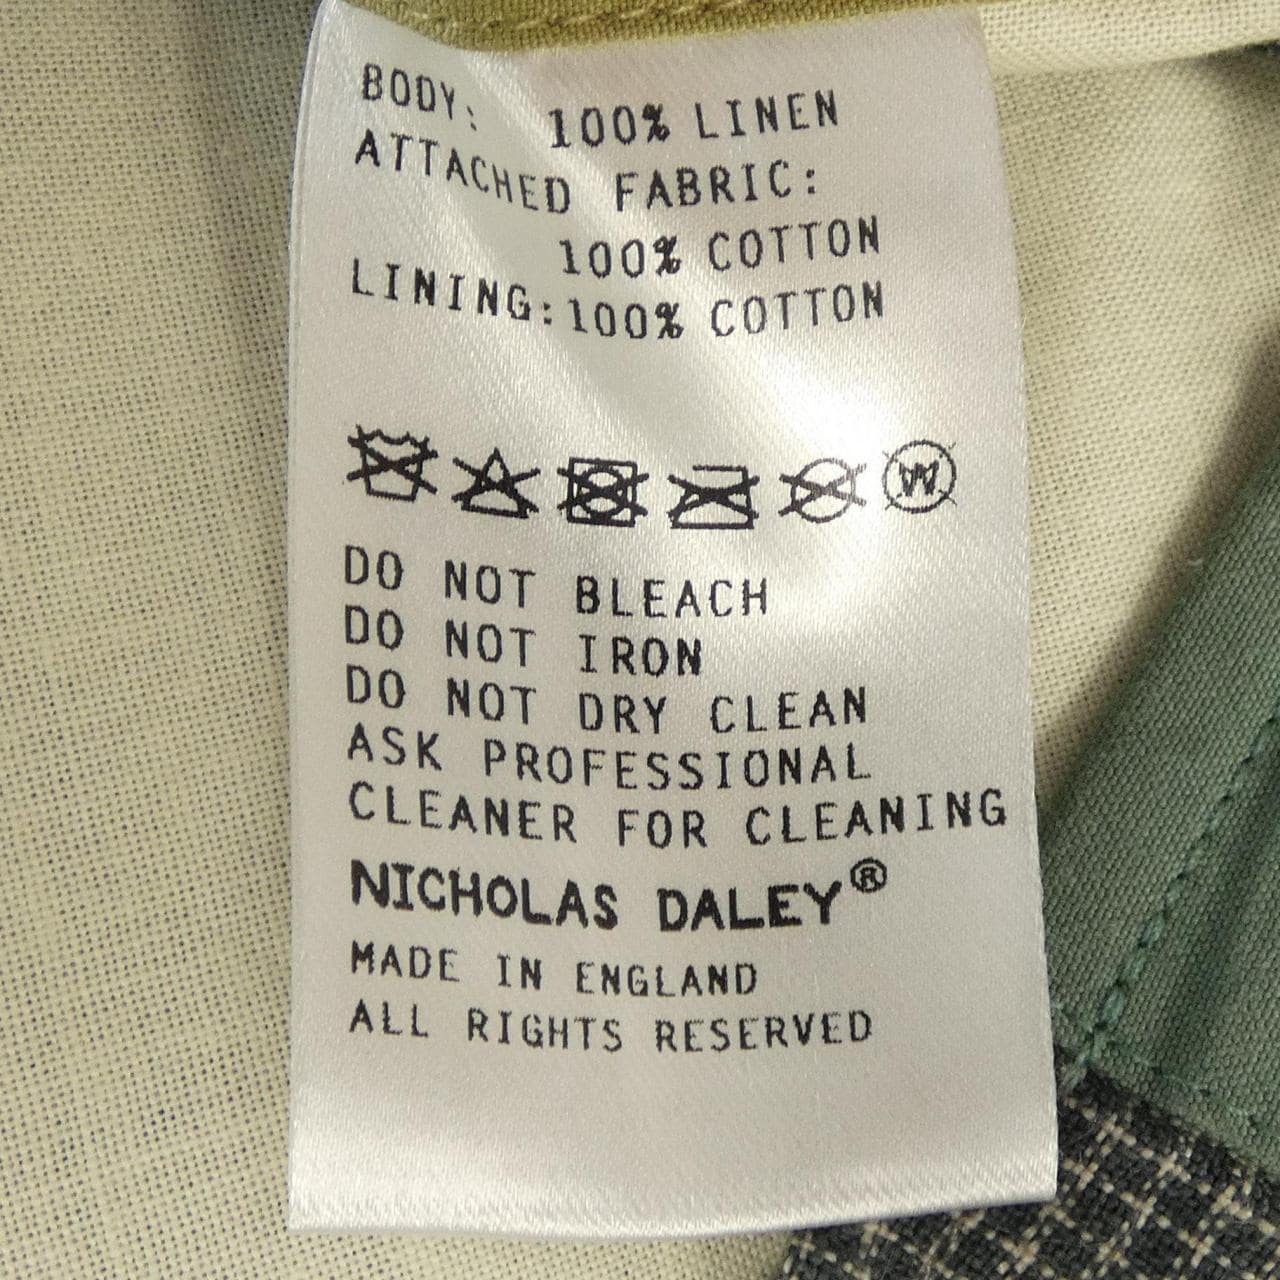 BODY: 100% LINEN
ATTACHED FABRIC:
100% COTTON
LINING: 100% COTTON
W
DO NOT BLEACH
DO NOT IRON
DO NOT DRY CLEAN
ASK PROFESSIONAL
CLEANER FOR CLEANING
NICHOLAS DALEY®
MADE IN ENGLAND
ALL RIGHTS RESERVED